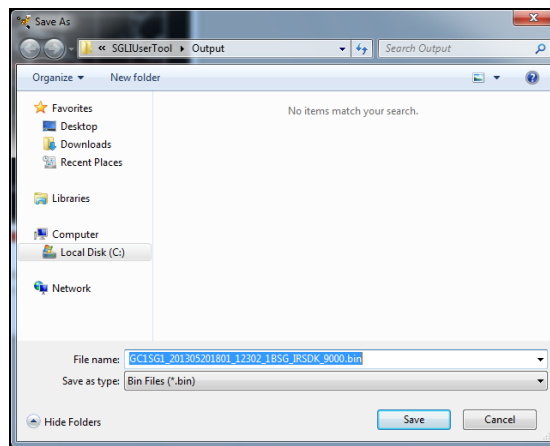 Save As
« SGLIUserTool ▸ Output
Search Output
Organize
New folder
Favorites
Desktop
Downloads
Recent Places
Libraries
Computer
Local Disk (C:)
Network
No items match your search.
File name: GC1SG1_201305201801_12302_1BSG_IRSDK_9000.bin
Save as type: Bin Files (*.bin)
Hide Folders
Save
Cancel